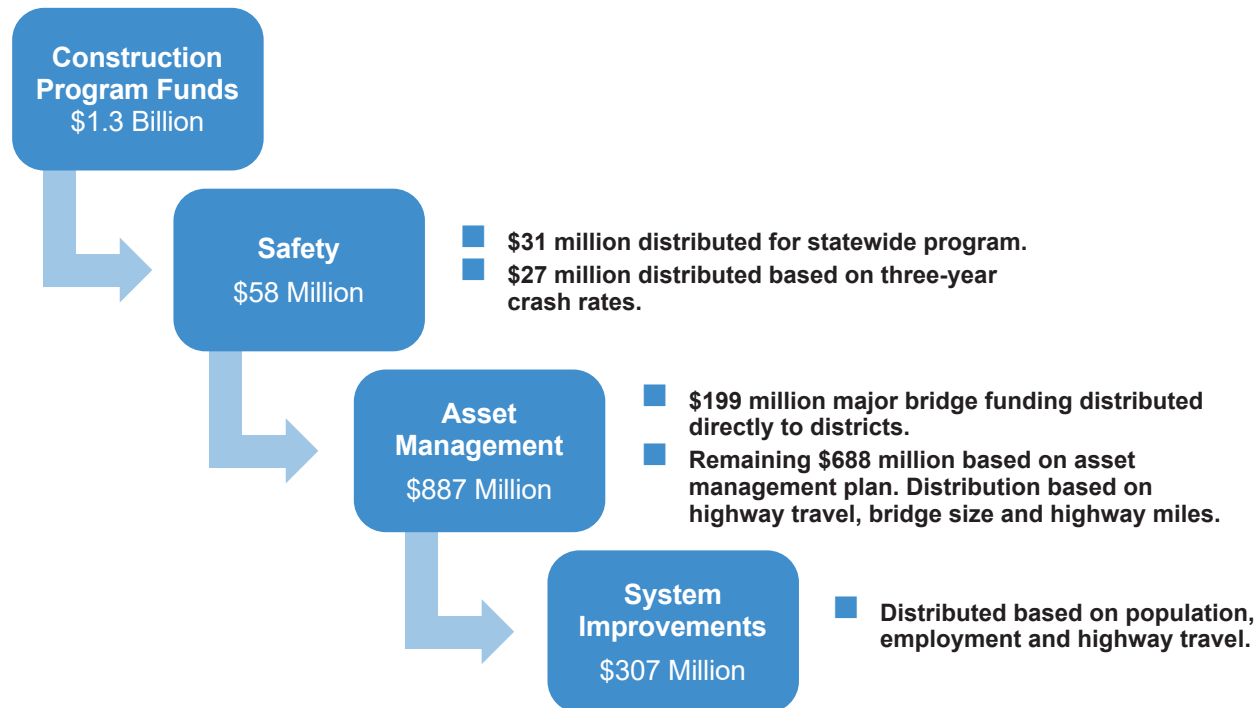 Construction
Program Funds
$1.3 Billion
Safety
$58 Million
$31 million distributed for statewide program.
$27 million distributed based on three-year
crash rates.
Asset
Management
$887 Million
$199 million major bridge funding distributed
directly to districts.
Remaining $688 million based on asset
management plan. Distribution based on
highway travel, bridge size and highway miles.
System
Improvements
$307 Million
Distributed based on population,
employment and highway travel.